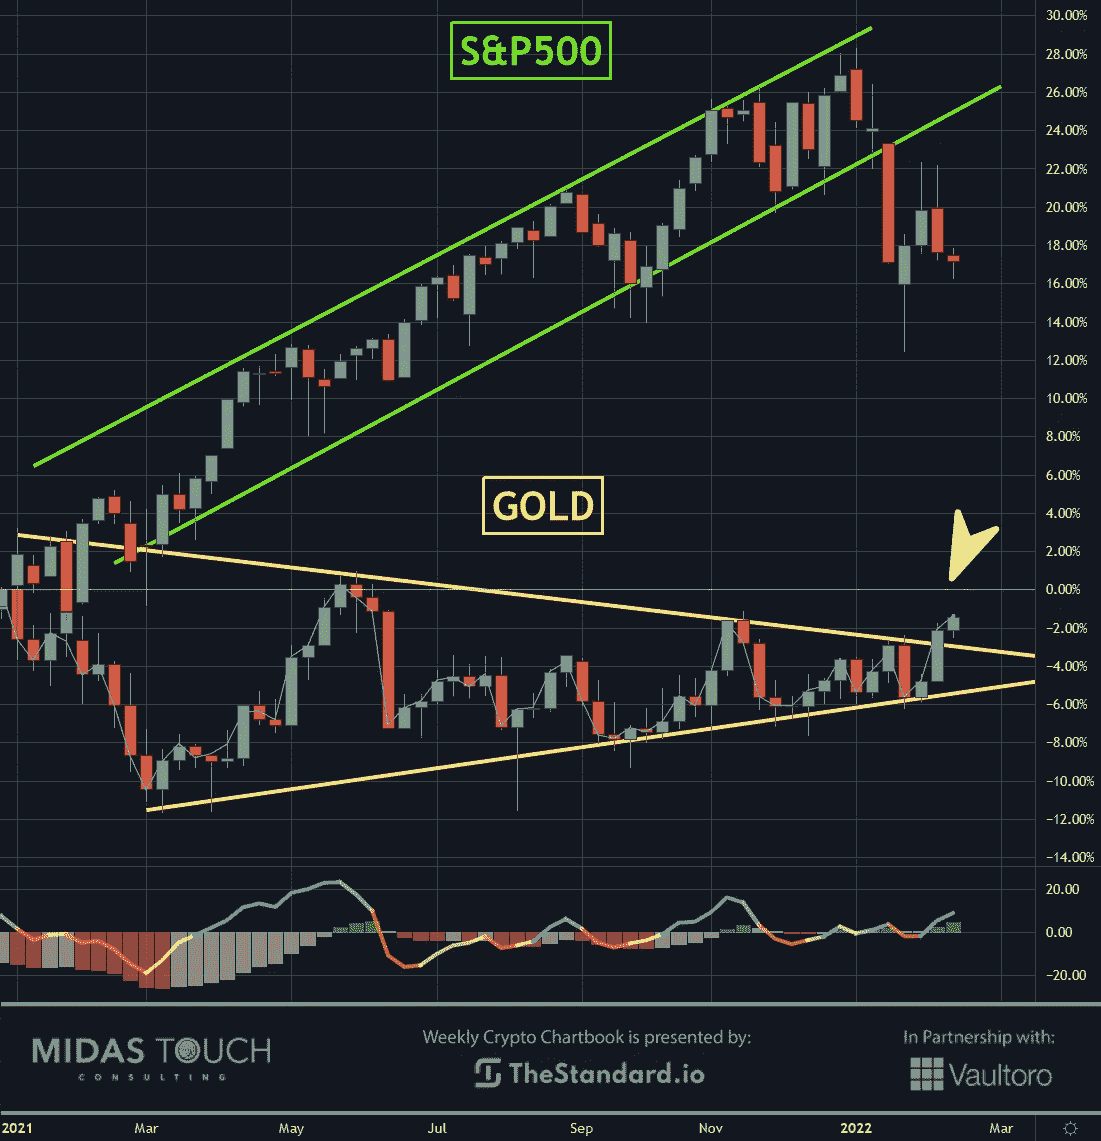 S&P500
30.00%
28.00%
26.00%
24.00%
22.00%
20.00%
18.00%
16.00%
14.00%
12.00%
10.00%
8.00%
6.00%
GOLD
4.00%
2.00%
0.00%
−2.00%
−4.00%
−6.00%
−8.00%
−10.00%
−12.00%
−14.00%
20.00
0.00
−20.00
MIDAS TOUCH
CONSULTING
Weekly Crypto Chartbook is presented by:
TheStandard.io
In Partnership with:
Vaultoro
2021 Mar May Jul Sep Nov 2022 Mar